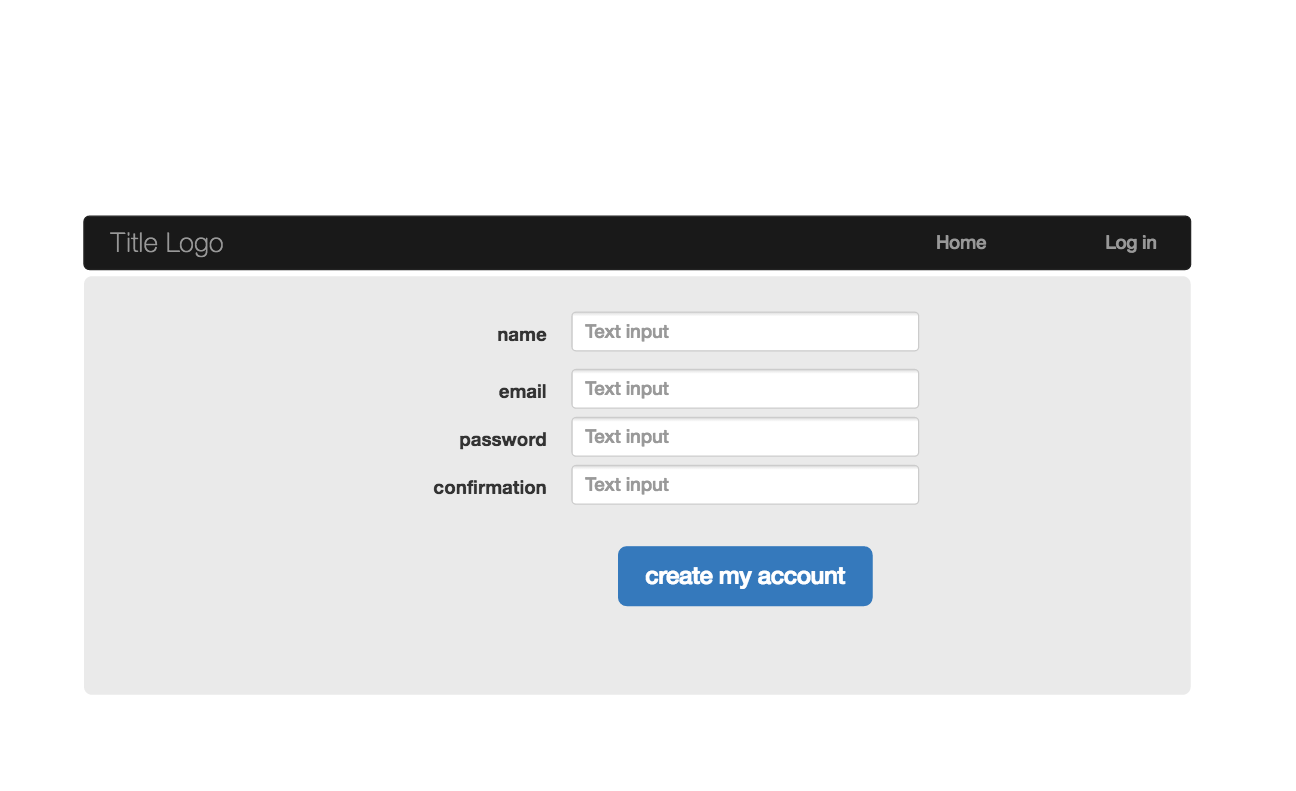 Title Logo Home Log in
name Text input
email Text input
password Text input
confirmation Text input
create my account